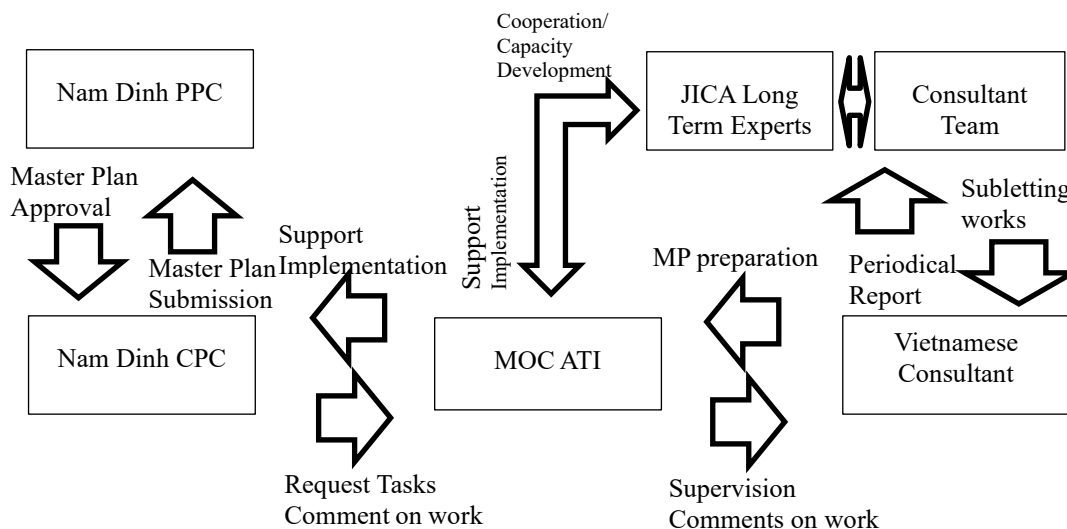 Cooperation/
Capacity
Development
Nam Dinh PPC
JICA Long
Term Experts
Consultant
Team
Master Plan
Approval
Master Plan
Submission
Support
Implementation
Support
Implementation
MP preparation
Subletting
works
Periodical
Report
Nam Dinh CPC
MOC ATI
Vietnamese
Consultant
Request Tasks
Comment on work
Supervision
Comments on work